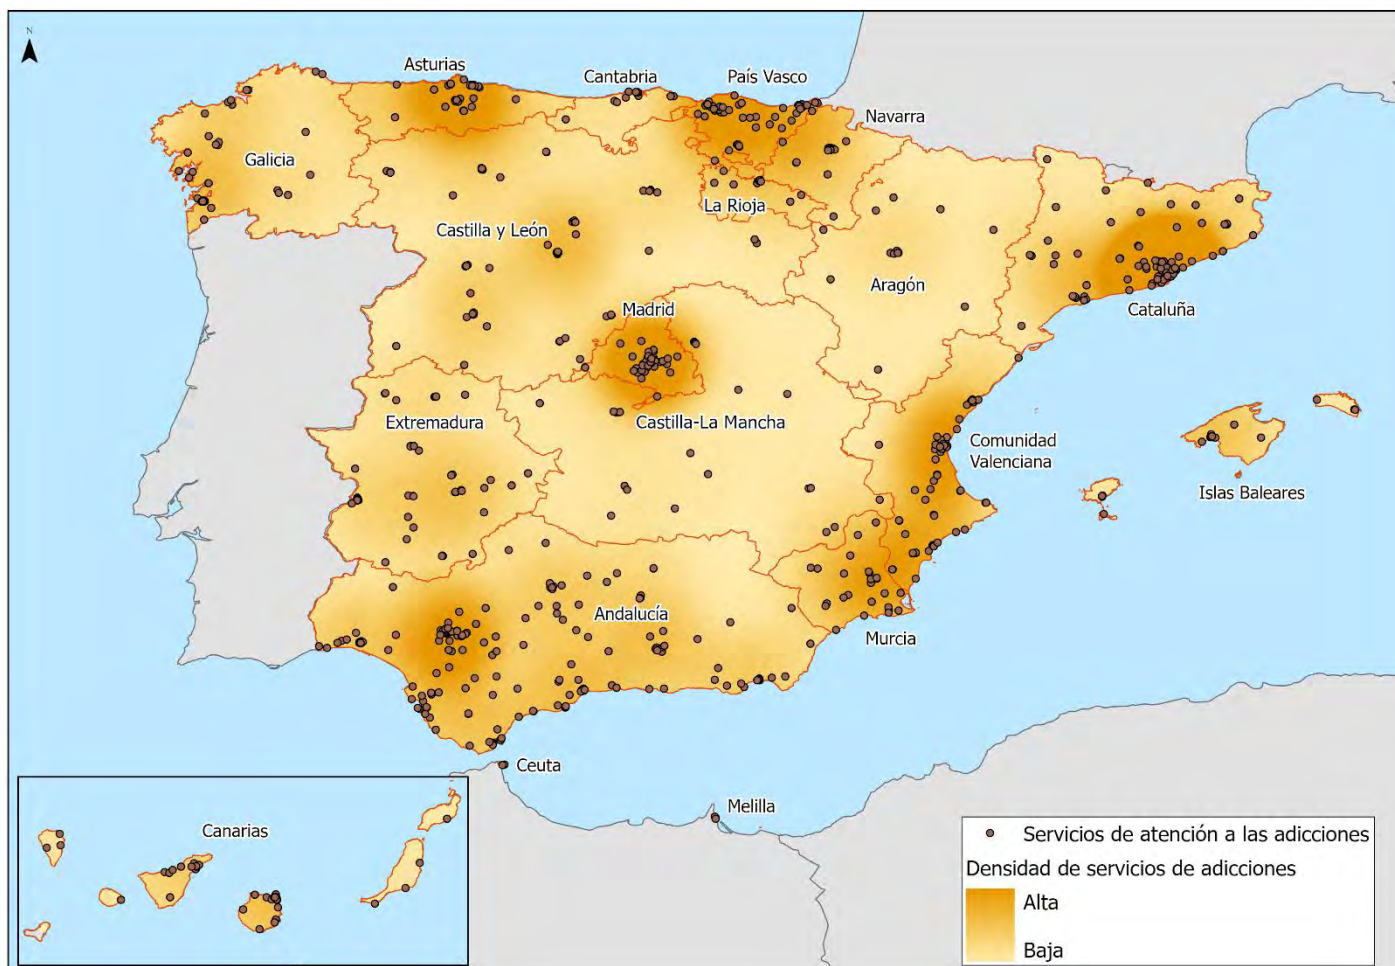 N
Asturias
Cantabria
País Vasco
Navarra
Galicia
La Rioja
Castilla y León
Aragón
Cataluña
Madrid
Extremadura
Castilla-La Mancha
Comunidad
Valenciana
Islas Baleares
Andalucía
Murcia
Ceuta
Melilla
Canarias
Servicios de atención a las adicciones
Densidad de servicios de adicciones
Alta
Baja